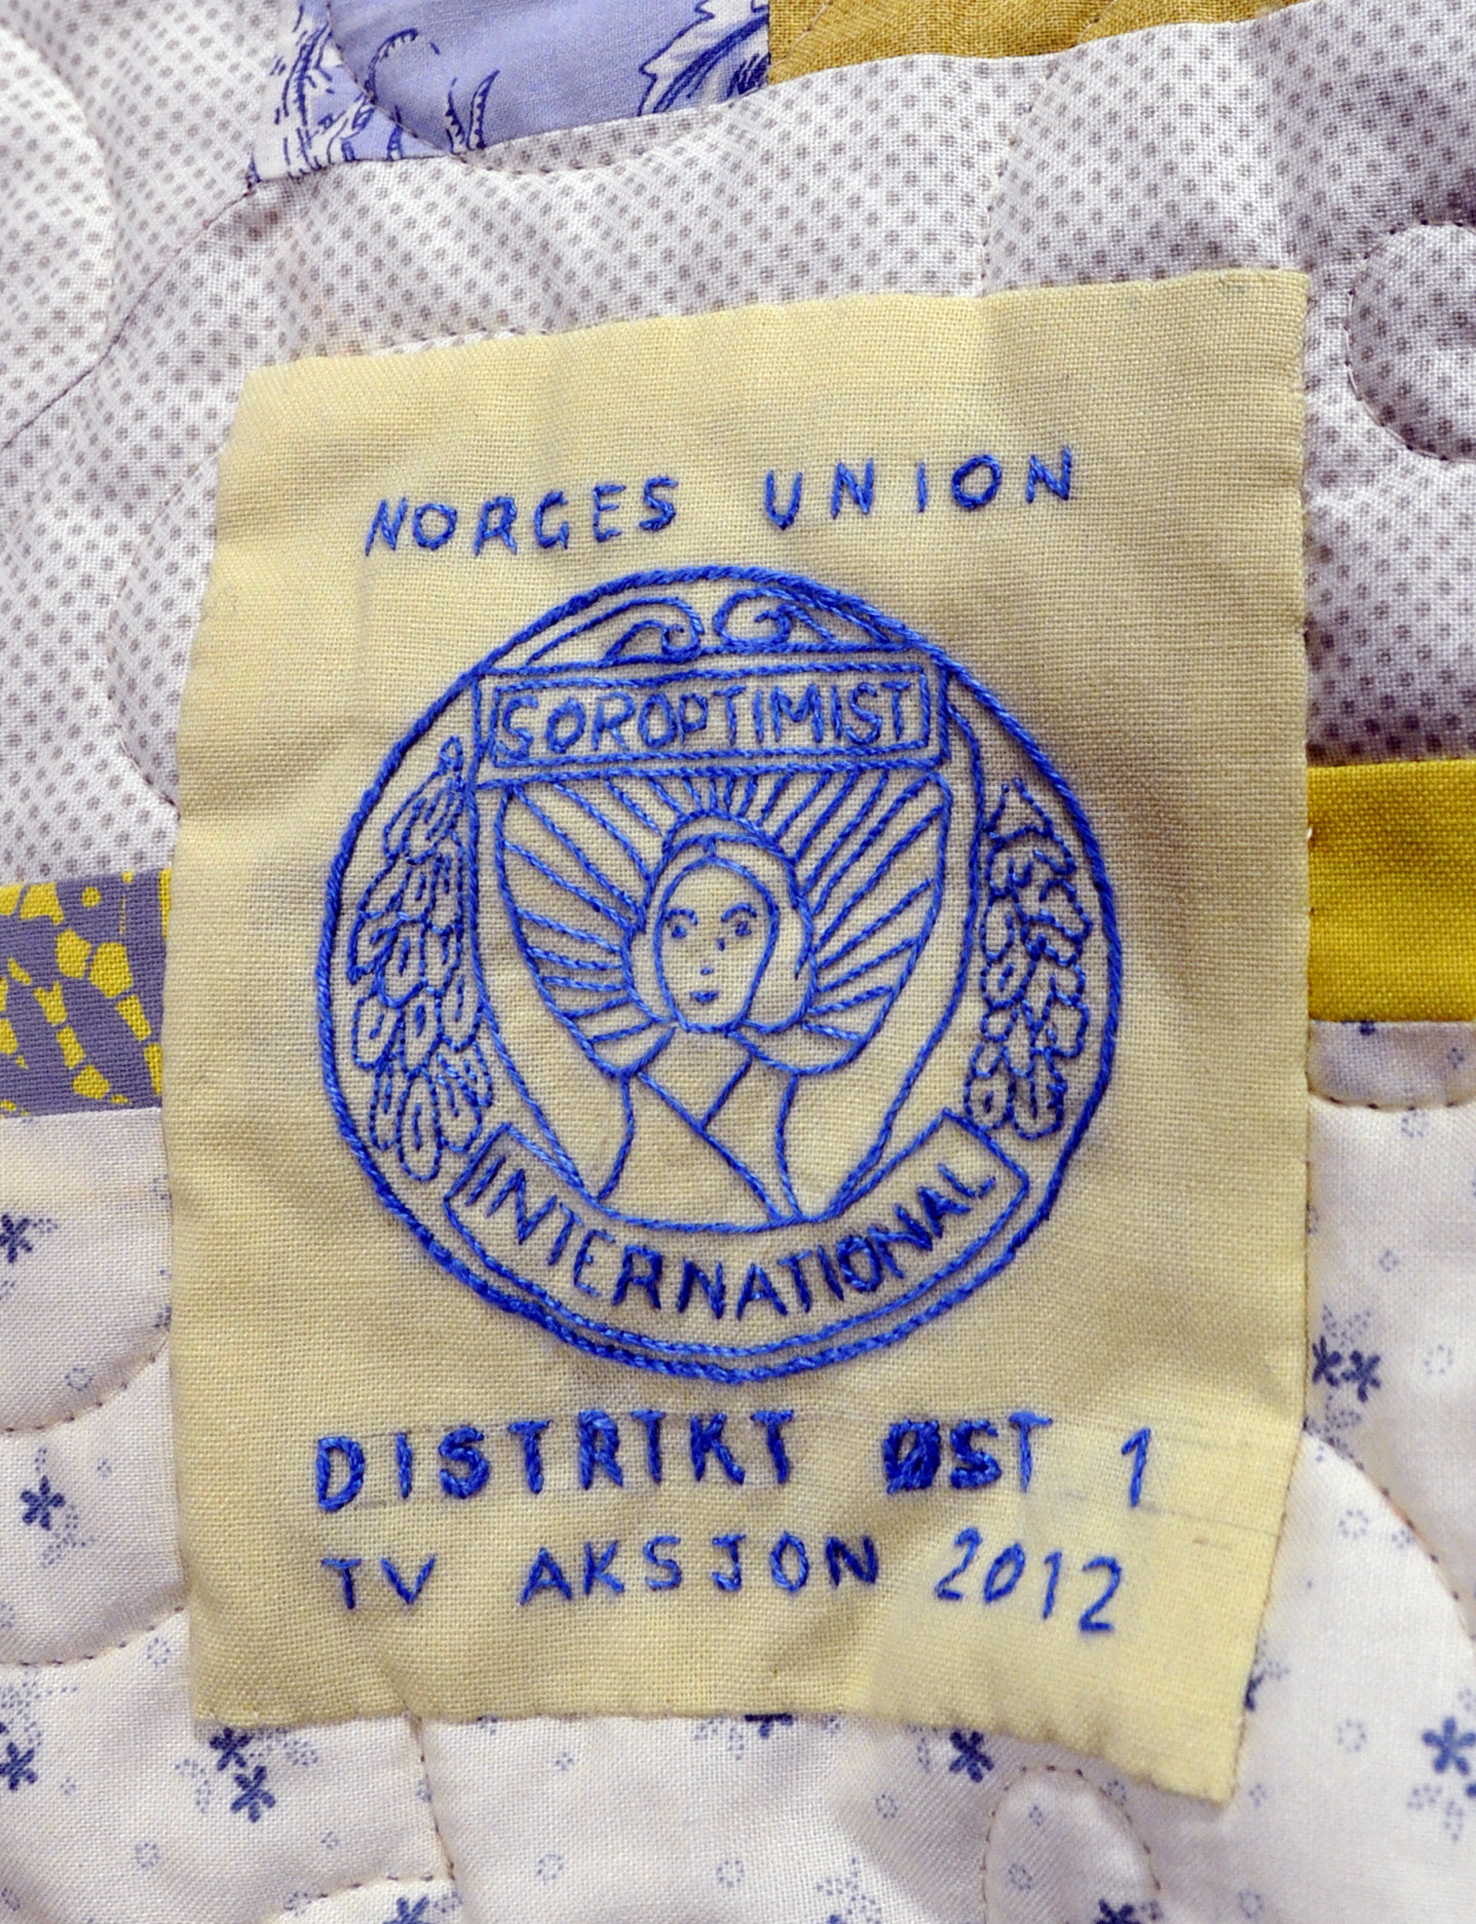 NORGES UNION
SOROPTIMIST
INTERNATIONAL
DISTRIKT ØST 1
TV AKSJON 2012